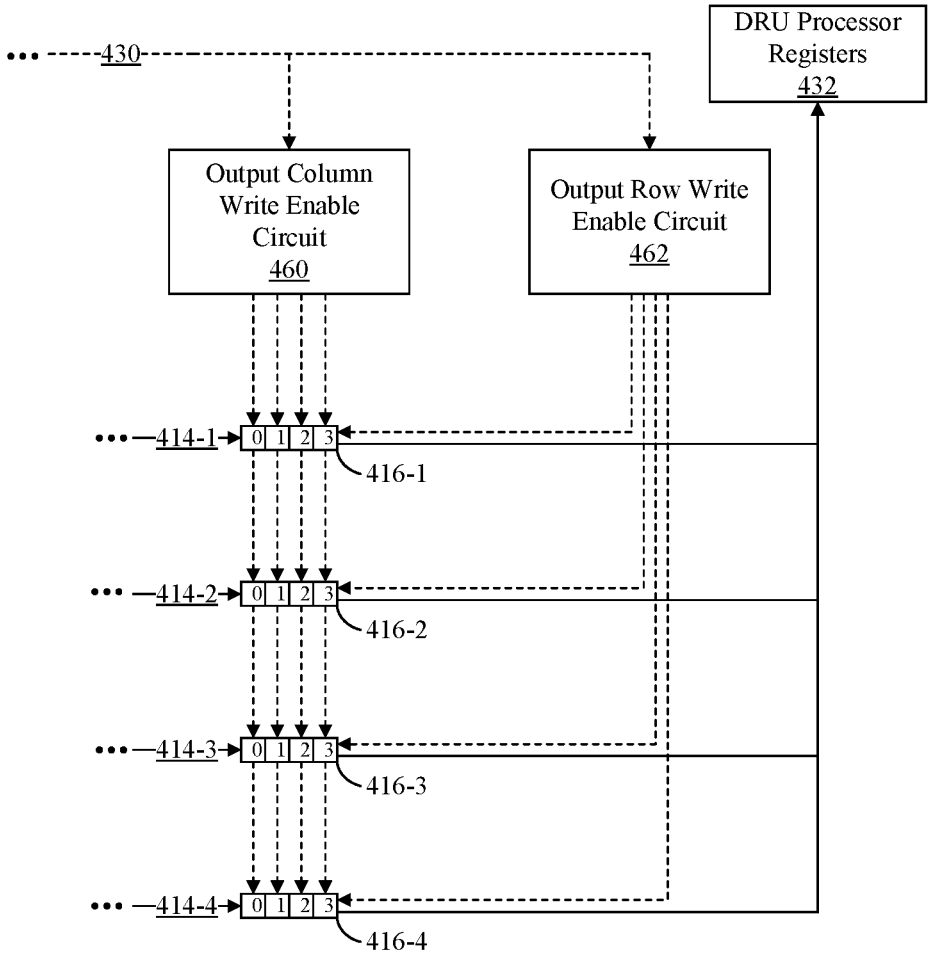 430
DRU Processor
Registers
432
Output Column
Write Enable
Circuit
460
Output Row Write
Enable Circuit
462
414-1 0 1 2 3
416-1
414-2 0 1 2 3
416-2
414-3 0 1 2 3
416-3
414-4 0 1 2 3
416-4